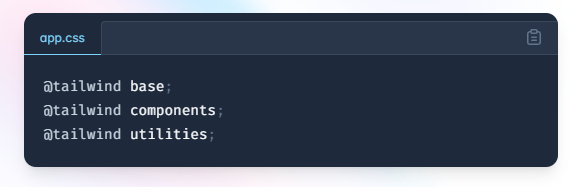 app.css
@tailwind base;
@tailwind components;
@tailwind utilities;